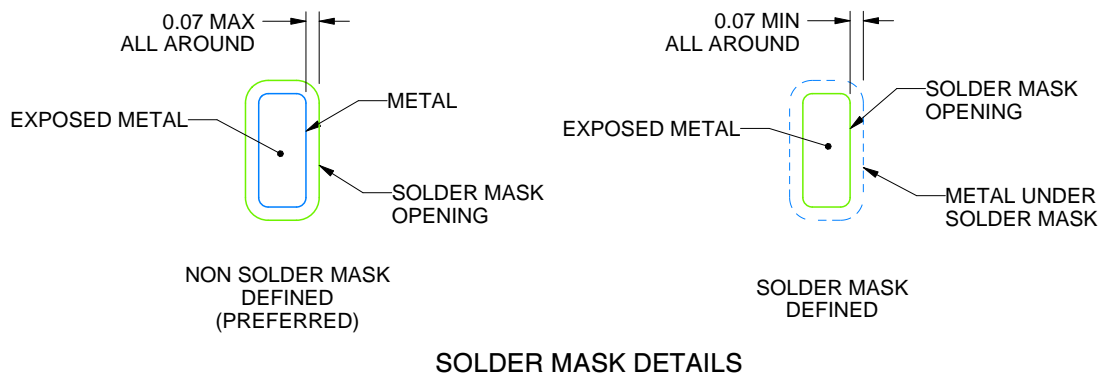 0.07 MAX
ALL AROUND
EXPOSED METAL
METAL
SOLDER MASK
OPENING
NON SOLDER MASK
DEFINED
(PREFERRED)
0.07 MIN
ALL AROUND
EXPOSED METAL
SOLDER MASK
OPENING
METAL UNDER
SOLDER MASK
SOLDER MASK
DEFINED
SOLDER MASK DETAILS